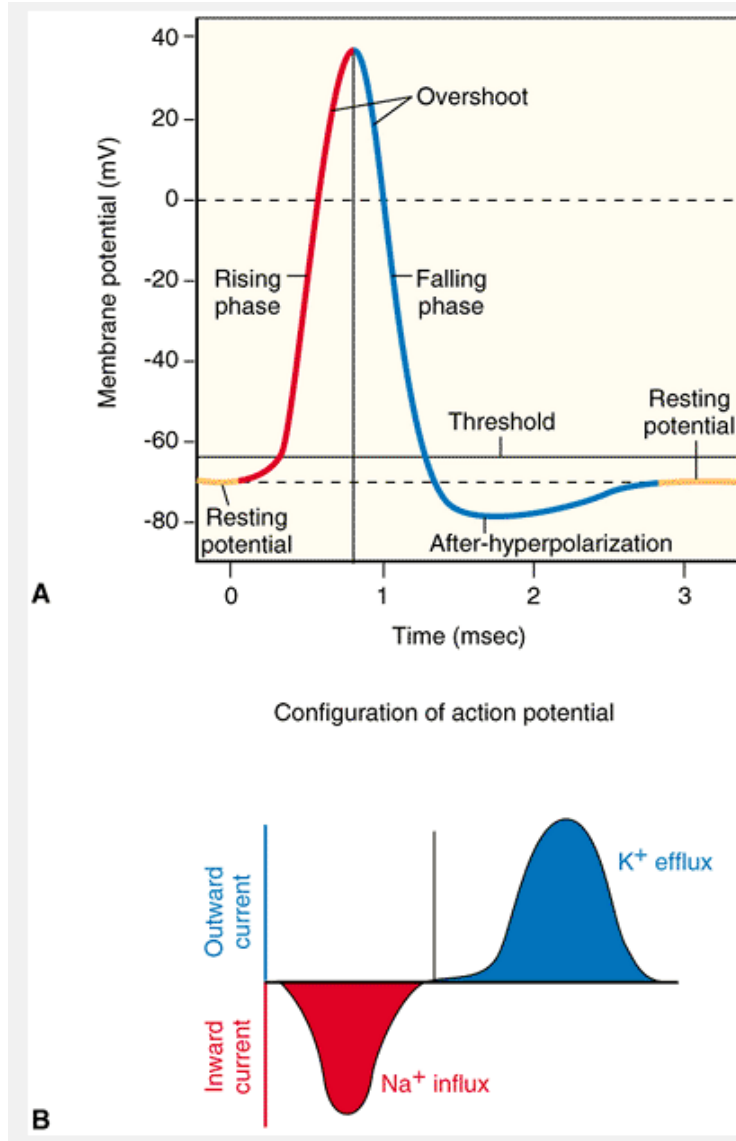 40
20
0
-20
-40
-60
-80
Membrane potential (mV)
Overshoot
Rising
phase
Falling
phase
Threshold
Resting
potential
Resting
potential
After-hyperpolarization
A
0
1
2
3
Time (msec)
Configuration of action potential
Outward
current
K+ efflux
Inward
current
Na+ influx
B